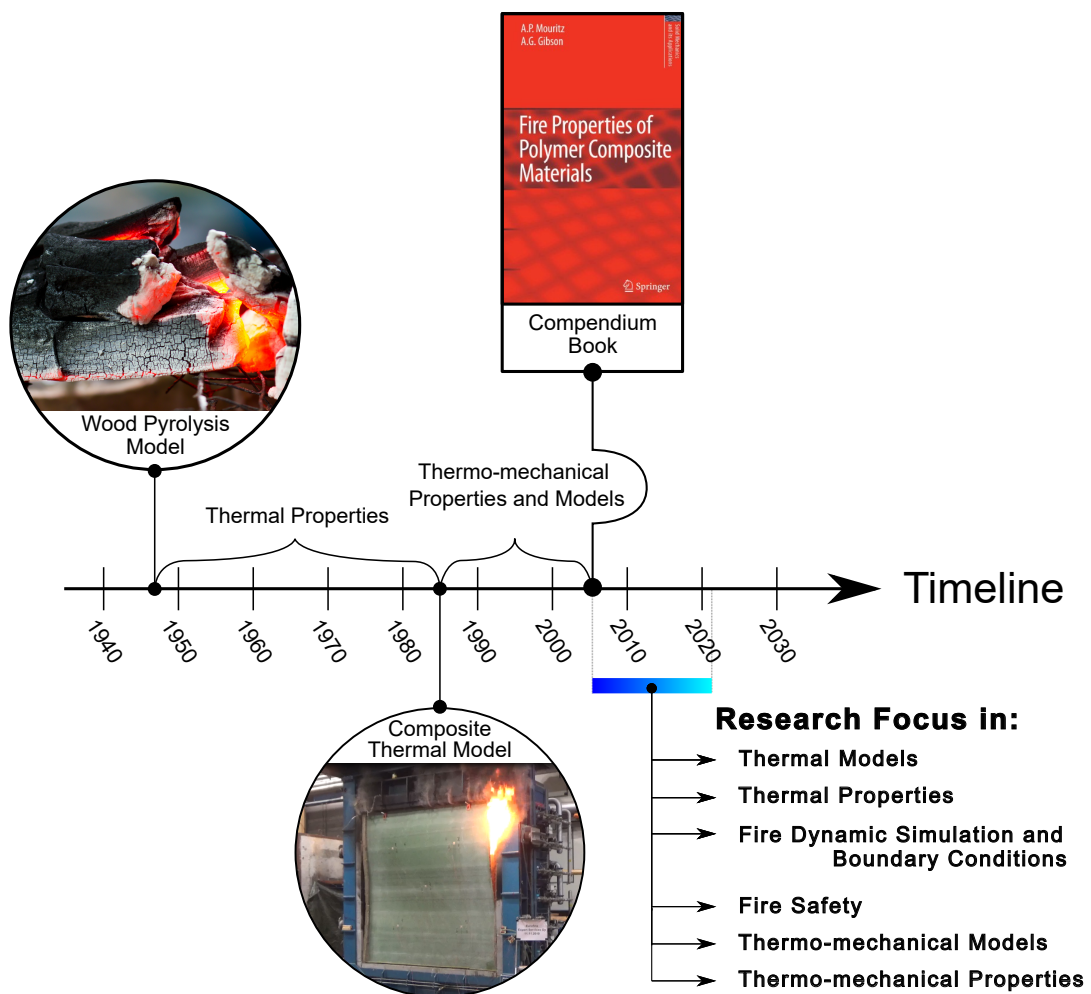 A.P. Mouritz
A.G. Gibson
Fire Properties of
Polymer Composite
Materials
Springer
Compendium
Book
Wood Pyrolysis
Model
Thermo-mechanical
Properties and Models
Thermal Properties
Timeline
1940
1950
1960
1970
1980
1990
2000
2010
2020
2030
Composite
Thermal Model
Research Focus in:
Thermal Models
Thermal Properties
Fire Dynamic Simulation and
Boundary Conditions
Fire Safety
Thermo-mechanical Models
Thermo-mechanical Properties